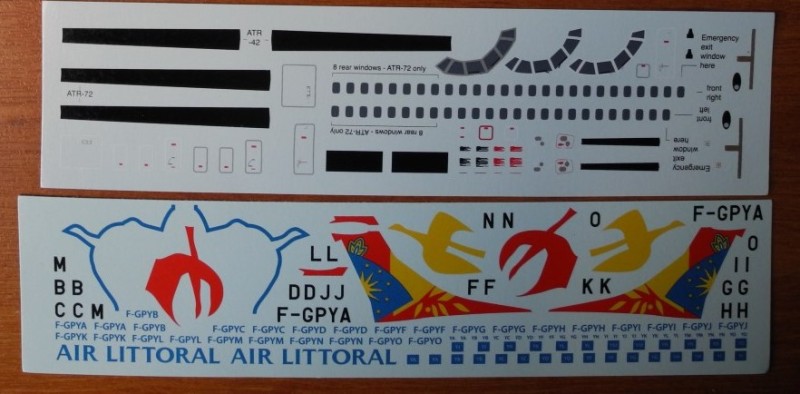 ATR
-42
Emergency
exit
window
here
8 rear windows - ATR-72 only
ATR-72
front
right
front
left
8 rear windows - ATR-72 only
Emergency
exit
window
here
F-GPYA
NN
O
O
LL
M
II
BB
DDJJ
FF
KK
GG
CCM
F-GPYB
F-GPYA
HH
F-GPYA F-GPYA F-GPYB F-GPYC F-GPYC F-GPYD F-GPYD F-GPYF F-GPYF F-GPYG F-GPYG F-GPYH F-GPYH F-GPYI F-GPYI F-GPYJ F-GPYJ
F-GPYK F-GPYK F-GPYL F-GPYL F-GPYM F-GPYM F-GPYN F-GPYN F-GPYO F-GPYO
AIR LITTORAL AIR LITTORAL